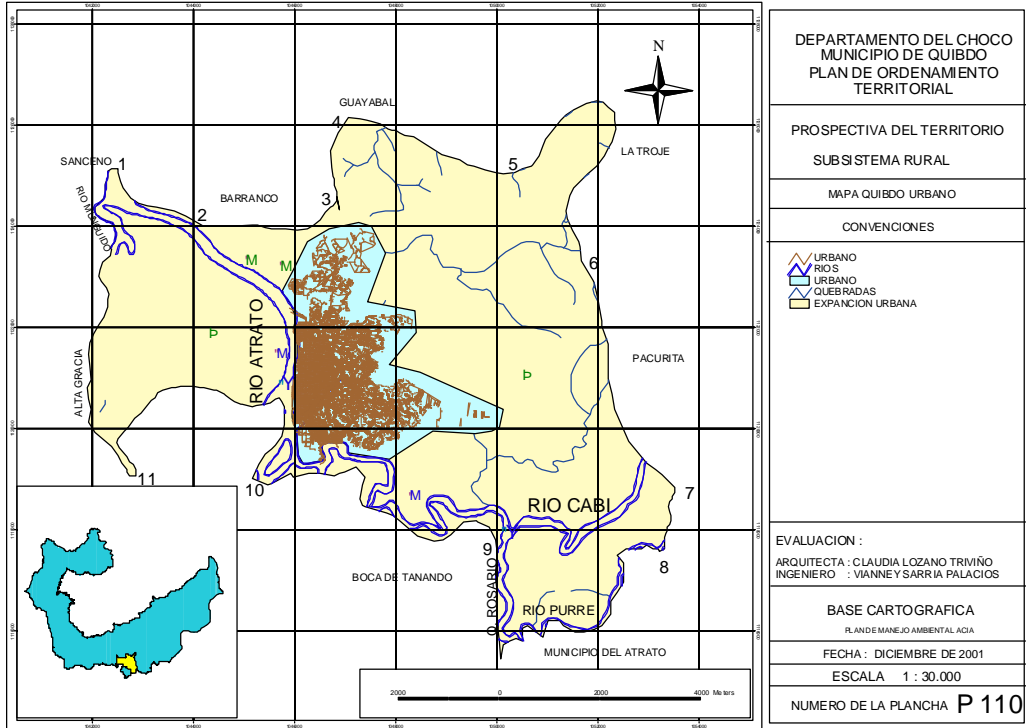 N
GUAYABAL
4
LA TROJE
SANCENO 1
5
BARRANCO
3
2
RIO MUNGUIDO
6
M
M
P
M
Y
RIO ATRATO
ALTA GRACIA
PACURITA
P
11
10
M
RIO CABI
7
9
8
BOCA DE TANANDO
Q. ROSARIO
RIO PURRE
MUNICIPIO DEL ATRATO
2000 0 2000 4000 Meters
DEPARTAMENTO DEL CHOCO
MUNICIPIO DE QUIBDO
PLAN DE ORDENAMIENTO
TERRITORIAL
PROSPECTIVA DEL TERRITORIO
SUBSISTEMA RURAL
MAPA QUIBDO URBANO
CONVENCIONES
URBANO
RIOS
URBANO
QUEBRADAS
EXPANCION URBANA
EVALUACION :
ARQUITECTA : CLAUDIA LOZANO TRIVIÑO
INGENIERO : VIANNEY SARRIA PALACIOS
BASE CARTOGRAFICA
PLAN DE MANEJO AMBIENTAL ACIA
FECHA : DICIEMBRE DE 2001
ESCALA 1 : 30.000
NUMERO DE LA PLANCHA P 110